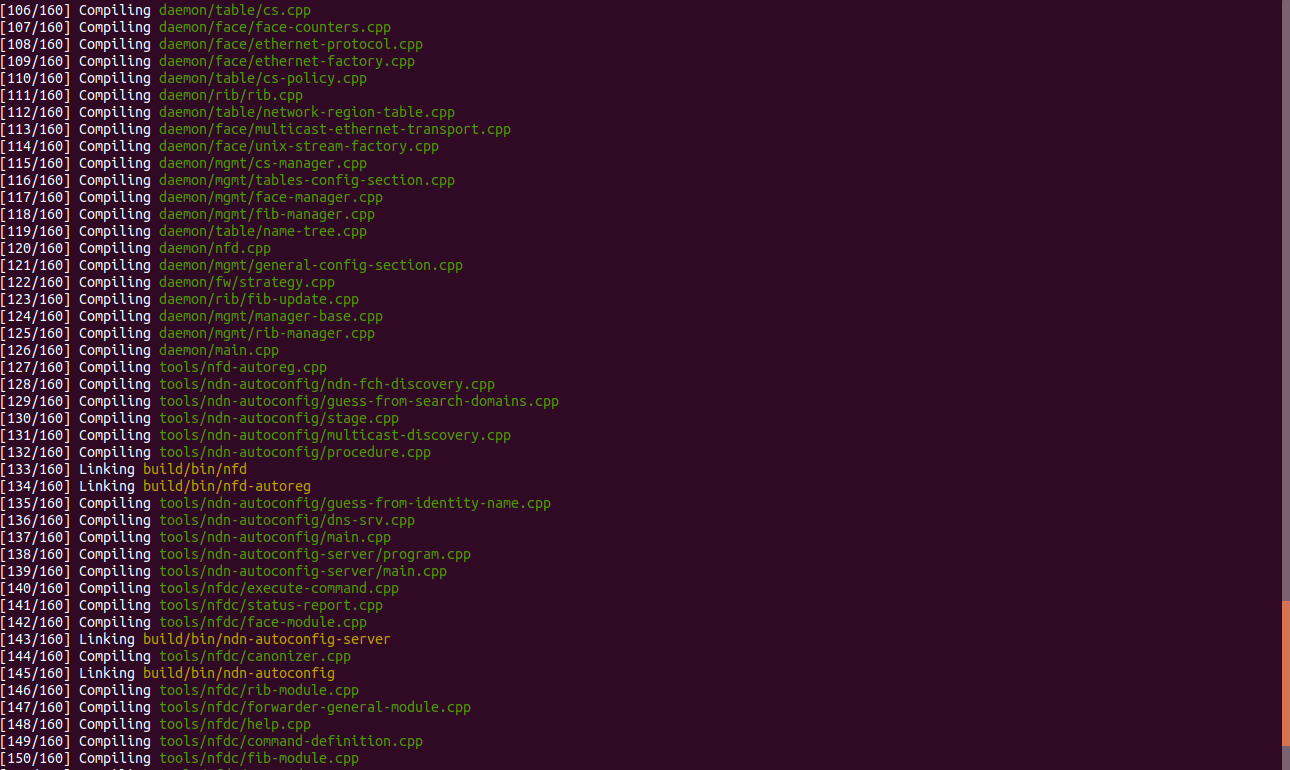 [106/160] Compiling daemon/table/cs.cpp
[107/160] Compiling daemon/face/face-counters.cpp
[108/160] Compiling daemon/face/ethernet-protocol.cpp
[109/160] Compiling daemon/face/ethernet-factory.cpp
[110/160] Compiling daemon/table/cs-policy.cpp
[111/160] Compiling daemon/rib/rib.cpp
[112/160] Compiling daemon/table/network-region-table.cpp
[113/160] Compiling daemon/face/multicast-ethernet-transport.cpp
[114/160] Compiling daemon/face/unix-stream-factory.cpp
[115/160] Compiling daemon/mgmt/cs-manager.cpp
[116/160] Compiling daemon/mgmt/tables-config-section.cpp
[117/160] Compiling daemon/mgmt/face-manager.cpp
[118/160] Compiling daemon/mgmt/fib-manager.cpp
[119/160] Compiling daemon/table/name-tree.cpp
[120/160] Compiling daemon/nfd.cpp
[121/160] Compiling daemon/mgmt/general-config-section.cpp
[122/160] Compiling daemon/fw/strategy.cpp
[123/160] Compiling daemon/rib/fib-update.cpp
[124/160] Compiling daemon/mgmt/manager-base.cpp
[125/160] Compiling daemon/mgmt/rib-manager.cpp
[126/160] Compiling daemon/main.cpp
[127/160] Compiling tools/nfd-autoreg.cpp
[128/160] Compiling tools/ndn-autoconfig/ndn-fch-discovery.cpp
[129/160] Compiling tools/ndn-autoconfig/guess-from-search-domains.cpp
[130/160] Compiling tools/ndn-autoconfig/stage.cpp
[131/160] Compiling tools/ndn-autoconfig/multicast-discovery.cpp
[132/160] Compiling tools/ndn-autoconfig/procedure.cpp
[133/160] Linking build/bin/nfd
[134/160] Linking build/bin/nfd-autoreg
[135/160] Compiling tools/ndn-autoconfig/guess-from-identity-name.cpp
[136/160] Compiling tools/ndn-autoconfig/dns-srv.cpp
[137/160] Compiling tools/ndn-autoconfig/main.cpp
[138/160] Compiling tools/ndn-autoconfig-server/program.cpp
[139/160] Compiling tools/ndn-autoconfig-server/main.cpp
[140/160] Compiling tools/nfdc/execute-command.cpp
[141/160] Compiling tools/nfdc/status-report.cpp
[142/160] Compiling tools/nfdc/face-module.cpp
[143/160] Linking build/bin/ndn-autoconfig-server
[144/160] Compiling tools/nfdc/canonizer.cpp
[145/160] Linking build/bin/ndn-autoconfig
[146/160] Compiling tools/nfdc/rib-module.cpp
[147/160] Compiling tools/nfdc/forwarder-general-module.cpp
[148/160] Compiling tools/nfdc/help.cpp
[149/160] Compiling tools/nfdc/command-definition.cpp
[150/160] Compiling tools/nfdc/fib-module.cpp